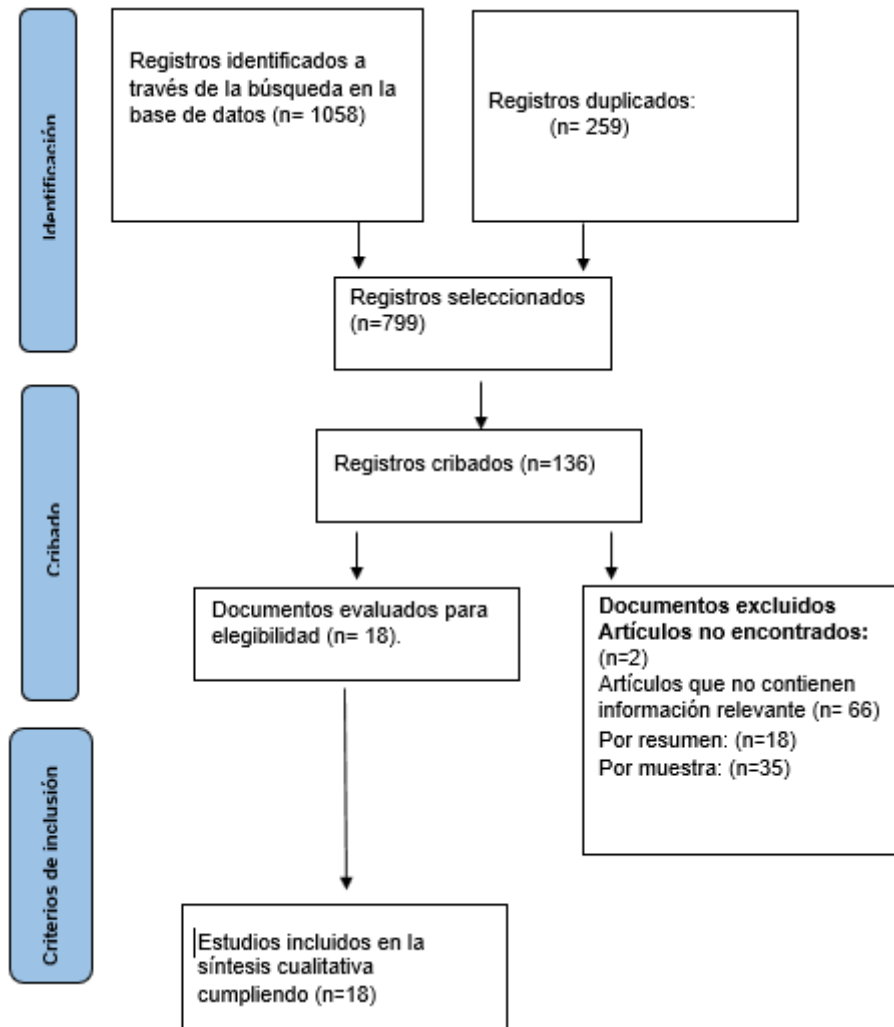 Identificación
Registros identificados a
través de la búsqueda en la
base de datos (n= 1058)
Registros duplicados:
(n= 259)
Registros seleccionados
(n=799)
Cribado
Registros cribados (n=136)
Documentos evaluados para
elegibilidad (n= 18).
Documentos excluidos
Artículos no encontrados:
(n=2)
Artículos que no contienen
información relevante (n= 66)
Por resumen: (n=18)
Por muestra: (n=35)
Criterios de inclusión
Estudios incluidos en la
síntesis cualitativa
cumpliendo (n=18)